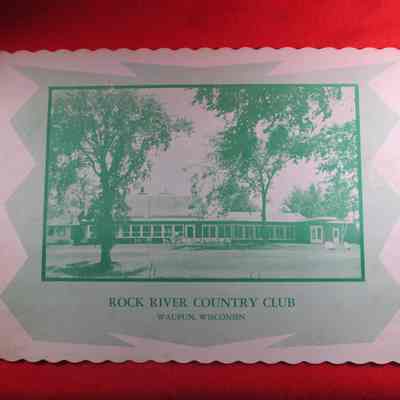 ROCK RIVER COUNTRY CLUB
WAUPUN, WISCONSIN